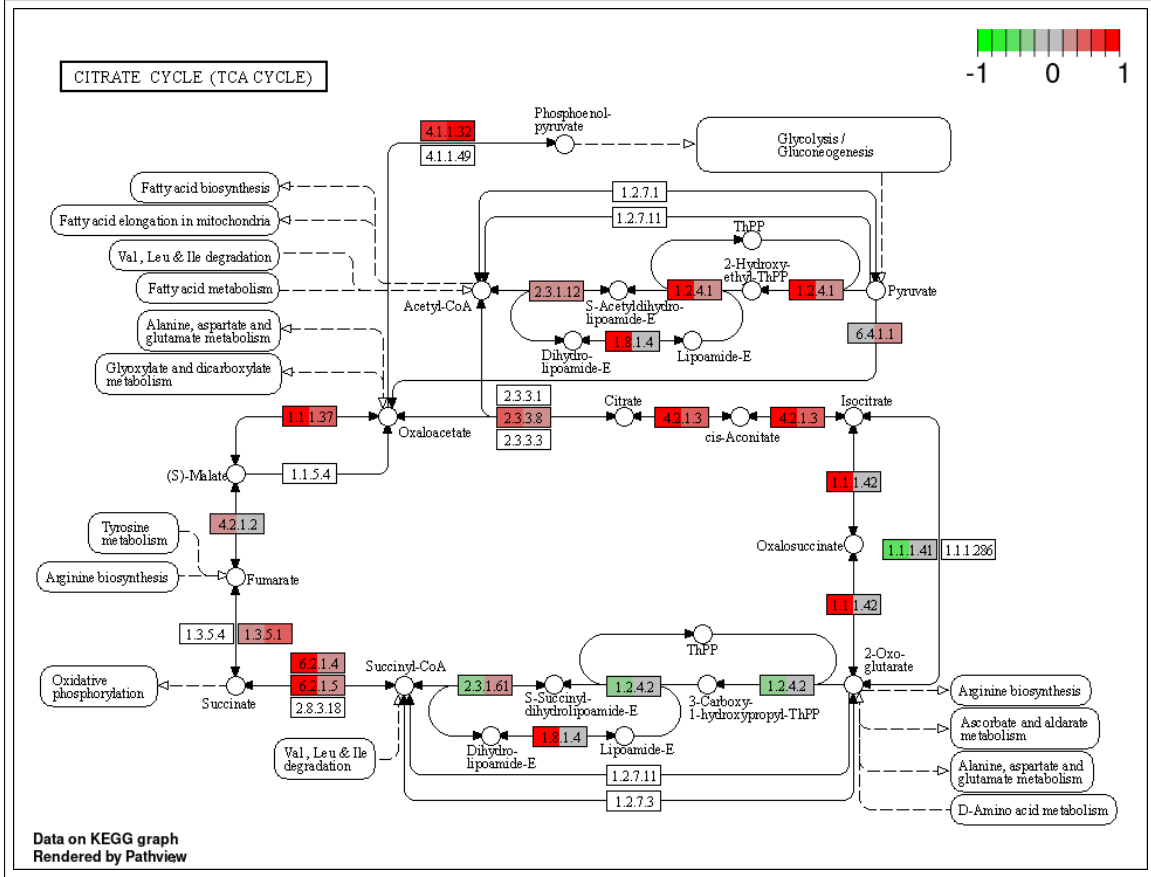 -1 0 1
CITRATE CYCLE (TCA CYCLE)
Phosphoenol-
pyruvate
4.1.1.32
4.1.1.49
Glycolysis /
Gluconeogenesis
Fatty acid biosynthesis
Fatty acid elongation in mitochondria
Val, Leu & Ile degradation
Fatty acid metabolism
1.2.7.1
1.2.7.11
ThPP
2-Hydroxy-
ethyl-ThPP
2.3.1.12
1.2.4.1
1.2.4.1
Acetyl-CoA
S-Acetyldihydro-
lipoamide-E
Pyruvate
Alanine, aspartate and
glutamate metabolism
1.8.1.4
6.4.1.1
Dihydro-
lipoamide-E
Lipoamide-E
Glyoxylate and dicarboxylate
metabolism
2.3.3.1
2.3.3.8
2.3.3.3
Citrate
Isocitrate
1.1.1.37
Oxaloacetate
4.2.1.3
cis-Aconitate
4.2.1.3
(S)-Malate
1.1.5.4
1.1.1.42
Tyrosine
metabolism
4.2.1.2
Oxalosuccinate
1.1.1.41
1.1.1.286
Arginine biosynthesis
Fumarate
1.1.1.42
1.3.5.4
1.3.5.1
ThPP
2-Oxo-
glutarate
6.2.1.4
6.2.1.5
2.8.3.18
Succinyl-CoA
2.3.1.61
1.2.4.2
1.2.4.2
Oxidative
phosphorylation
Succinate
S-Succinyl-
dihydrolipoamide-E
3-Carboxy-
1-hydroxypropyl-ThPP
Arginine biosynthesis
Ascorbate and aldarate
metabolism
1.8.1.4
Dihydro-
lipoamide-E
Lipoamide-E
Val, Leu & Ile
degradation
Alanine, aspartate and
glutamate metabolism
1.2.7.11
1.2.7.3
D-Amino acid metabolism
Data on KEGG graph
Rendered by Pathview